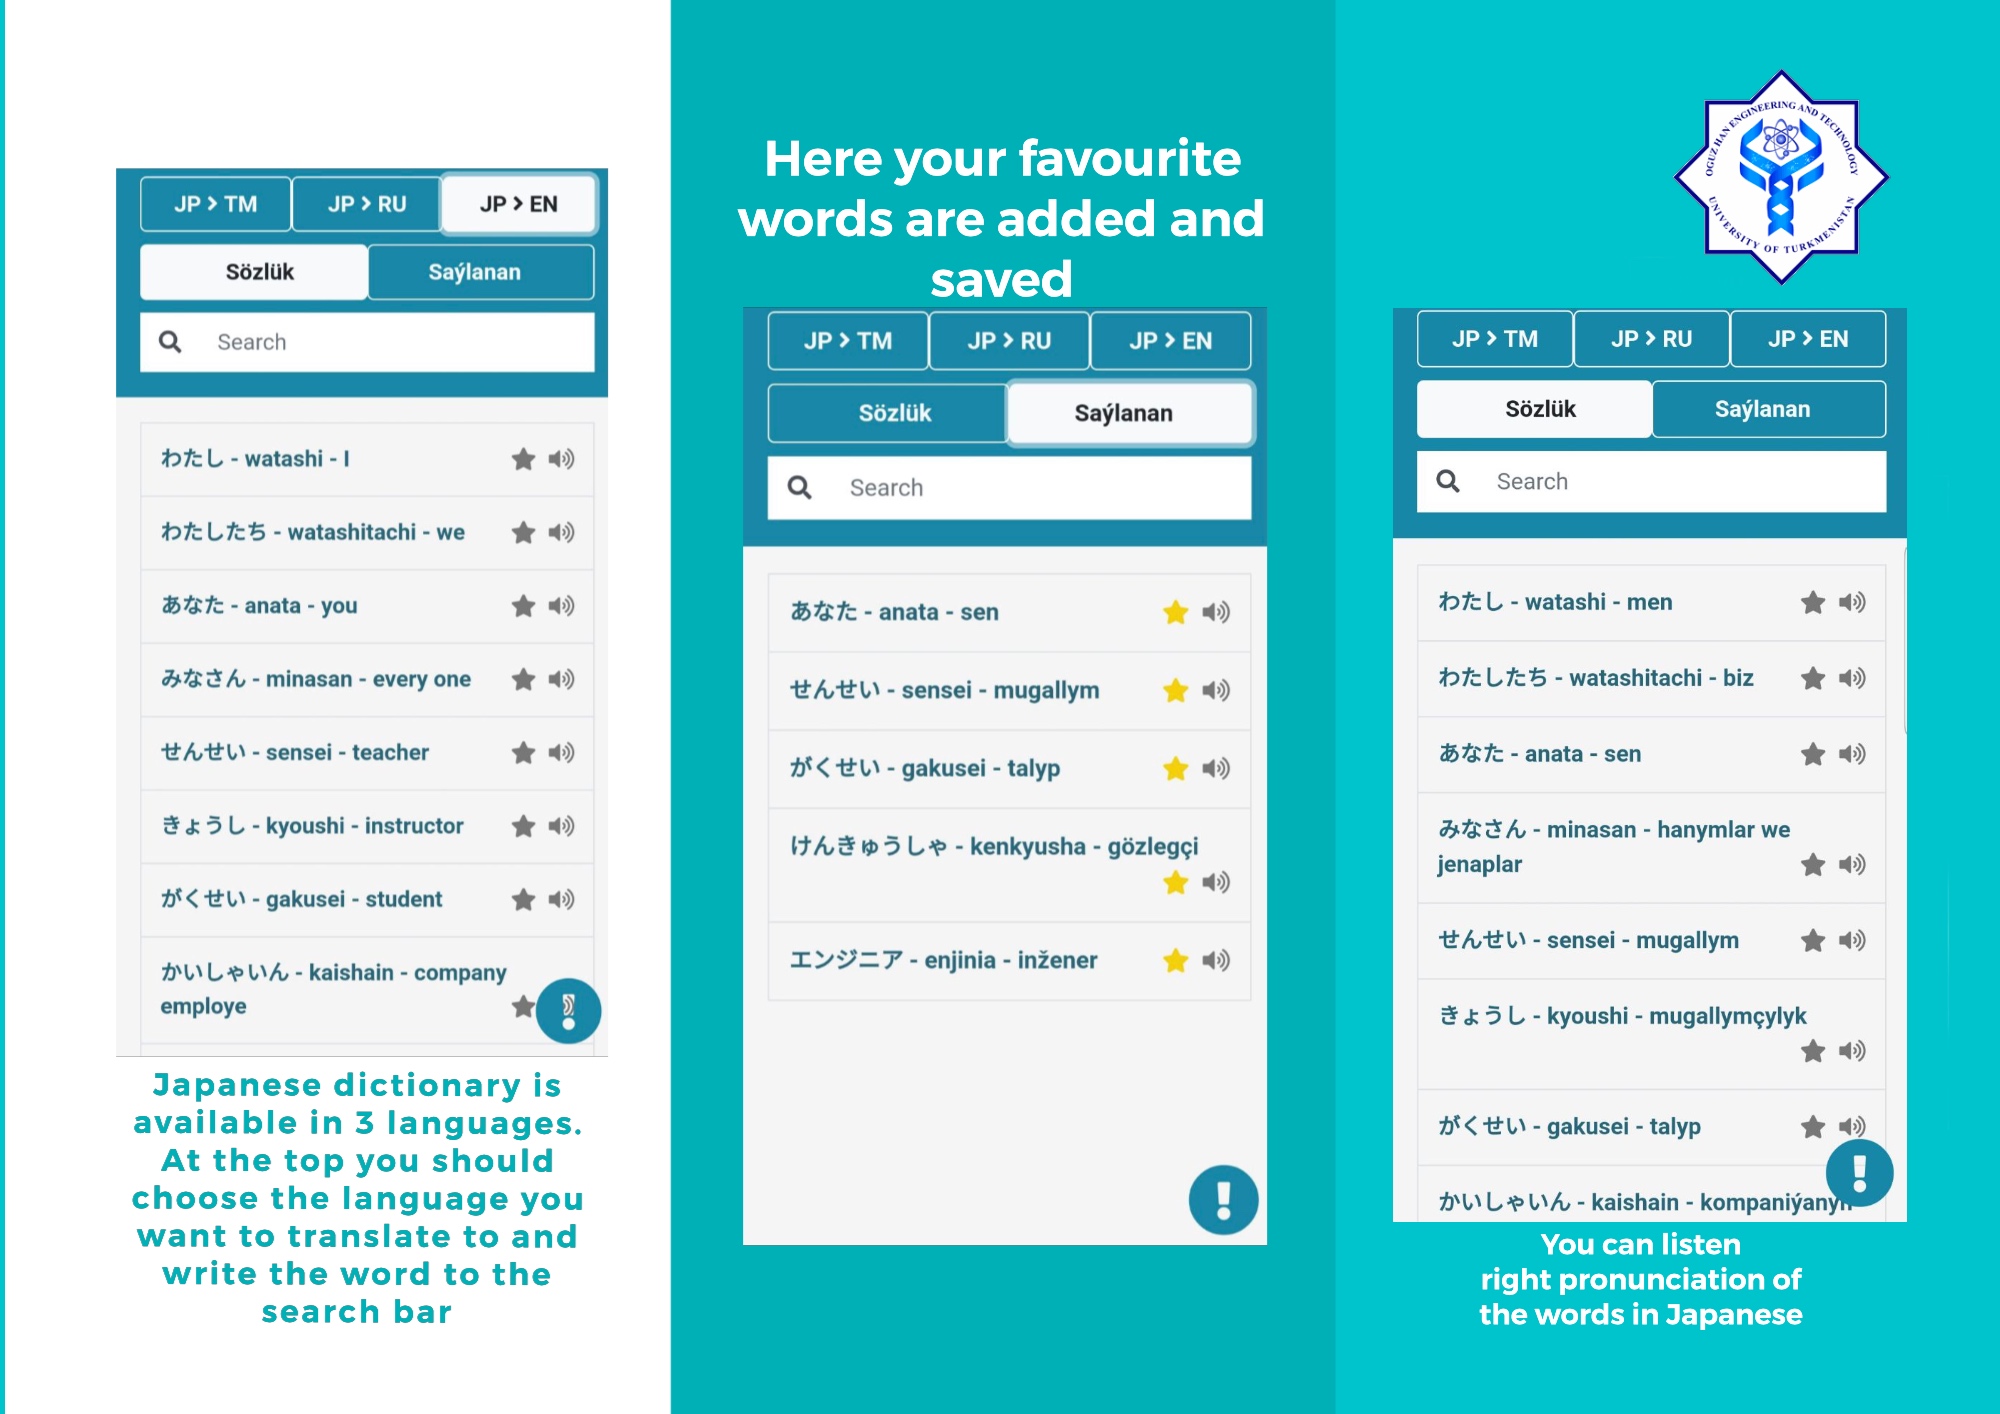 JP > TM
JP > RU
JP > EN
Sözlük
Saýlanan
Search
わたし - watashi - I
わたしたち - watashitachi - we
あなた - anata - you
みなさん - minasan - every one
せんせい - sensei - teacher
きょうし - kyoushi - instructor
がくせい - gakusei - student
かいしゃいん - kaishain - company
employe
Japanese dictionary is
available in 3 languages.
At the top you should
choose the language you
want to translate to and
write the word to the
search bar
Here your favourite
words are added and
saved
JP > TM
JP > RU
JP > EN
Sözlük
Saýlanan
Search
あなた - anata - sen
せんせい - sensei - mugallym
がくせい - gakusei - talyp
けんきゅうしゃ - kenkyusha - gözlegçi
エンジニア - enjinia - inžener
OGUZ HAN ENGINEERING AND TECHNOLOGY
UNIVERSITY OF TURKMENISTAN
JP > TM
JP > RU
JP > EN
Sözlük
Saýlanan
Search
わたし - watashi - men
わたしたち - watashitachi - biz
あなた - anata - sen
みなさん - minasan - hanymlar we
jenaplar
せんせい - sensei - mugallym
きょうし - kyoushi - mugallymçylyk
がくせい - gakusei - talyp
かいしゃいん - kaishain -
You can listen
right pronunciation of
the words in Japanese